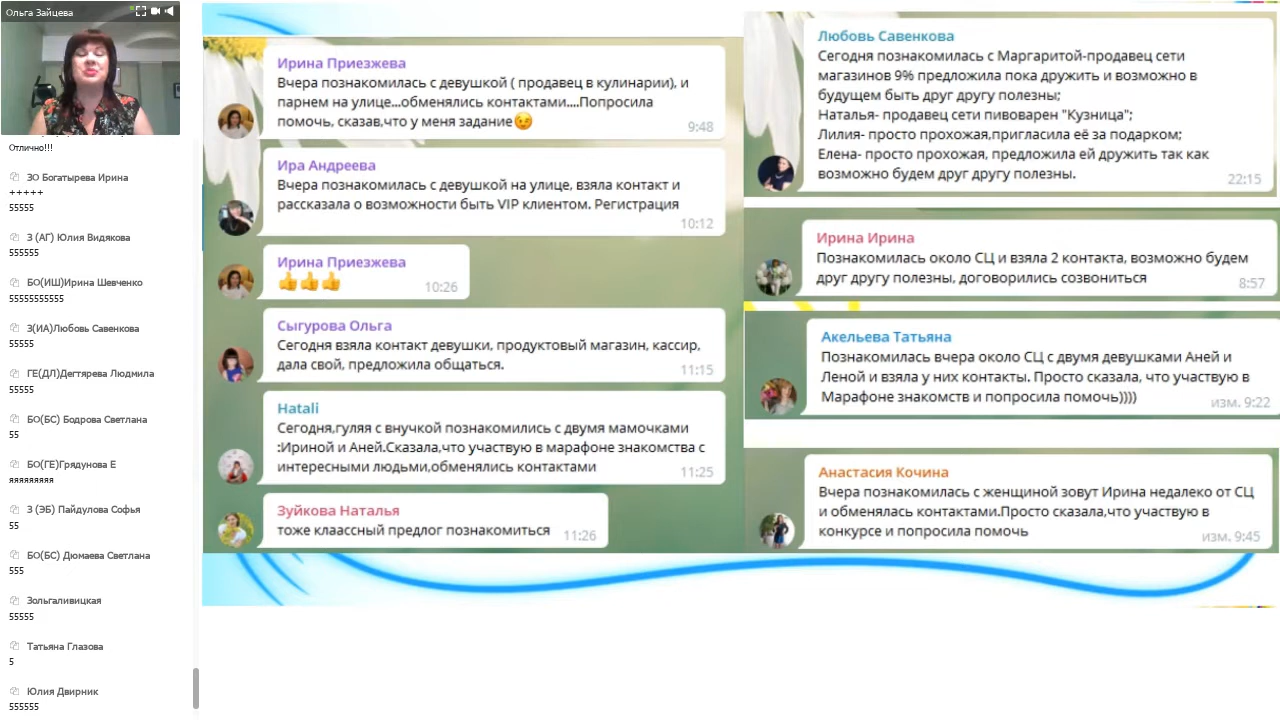 Ольга Зайцева
Отлично!!!
ЗО Богатырева Ирина
+++++
55555
З (АГ) Юлия Видякова
555555
БО(ИШ)Ирина Шевченко
55555555555
З(ИА)Любовь Савенкова
55555
ГЕ(ДЛ)Дегтярева Людмила
55555
БО(БС) Бодрова Светлана
55
БО(ГЕ)Грядунова Е
яяяяяяяяя
З (ЭБ) Пайдулова Софья
55
БО(БС) Дюмаева Светлана
555
Зольгаливицкая
55555
Татьяна Глазова
5
Юлия Двирник
555555
Ирина Приезжева
Вчера познакомилась с девушкой ( продавец в кулинарии), и
парнем на улице...обменялись контактами....Попросила
помочь, сказав,что у меня задание😉
9:48
Ира Андреева
Вчера познакомилась с девушкой на улице, взяла контакт и
рассказала о возможности быть VIP клиентом. Регистрация
10:12
Ирина Приезжева
👍👍👍 10:26
Сыгурова Ольга
Сегодня взяла контакт девушки, продуктовый магазин, кассир,
дала свой, предложила общаться.
11:15
Hatali
Сегодня,гуляя с внучкой познакомились с двумя мамочками
:Ириной и Аней.Сказала,что участвую в марафоне знакомства с
интересными людьми,обменялись контактами
11:25
Зуйкова Наталья
тоже клаассный предлог познакомиться 11:26
Любовь Савенкова
Сегодня познакомилась с Маргаритой-продавец сети
магазинов 9% предложила пока дружить и возможно в
будущем быть друг другу полезны;
Наталья- продавец сети пивоварен "Кузница";
Лилия- просто прохожая,пригласила её за подарком;
Елена- просто прохожая, предложила ей дружить так как
возможно будем друг другу полезны.
22:15
Ирина Ирина
Познакомилась около СЦ и взяла 2 контакта, возможно будем
друг другу полезны, договорились созвониться
8:57
Акельева Татьяна
Познакомилась вчера около СЦ с двумя девушками Аней и
Леной и взяла у них контакты. Просто сказала, что участвую в
Марафоне знакомств и попросила помочь))))
изм. 9:22
Анастасия Кочина
Вчера познакомилась с женщиной зовут Ирина недалеко от СЦ
и обменялась контактами.Просто сказала,что участвую в
конкурсе и попросила помочь
изм. 9:45